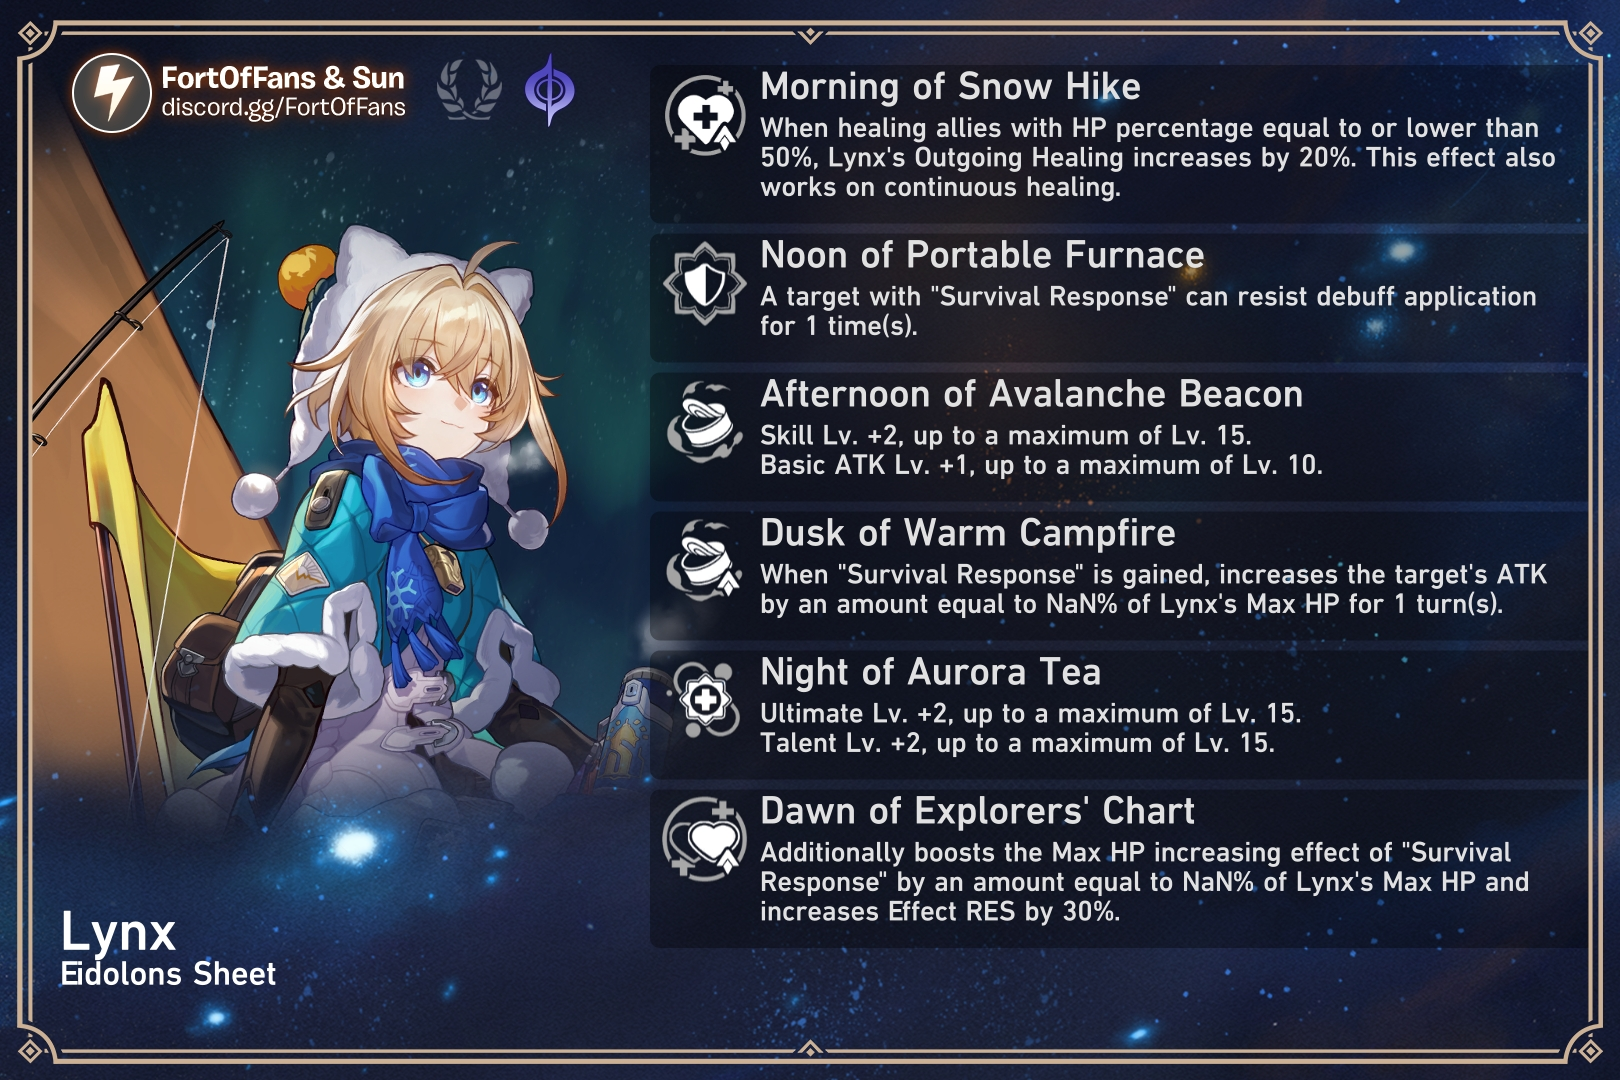 FortOfFans & Sun
discord.gg/FortOfFans
Morning of Snow Hike
When healing allies with HP percentage equal to or lower than
50%, Lynx's Outgoing Healing increases by 20%. This effect also
works on continuous healing.
Noon of Portable Furnace
A target with "Survival Response" can resist debuff application
for 1 time(s).
Afternoon of Avalanche Beacon
Skill Lv. +2, up to a maximum of Lv. 15.
Basic ATK Lv. +1, up to a maximum of Lv. 10.
Dusk of Warm Campfire
When "Survival Response" is gained, increases the target's ATK
by an amount equal to NaN% of Lynx's Max HP for 1 turn(s).
Night of Aurora Tea
Ultimate Lv. +2, up to a maximum of Lv. 15.
Talent Lv. +2, up to a maximum of Lv. 15.
Dawn of Explorers' Chart
Additionally boosts the Max HP increasing effect of "Survival
Response" by an amount equal to NaN% of Lynx's Max HP and
increases Effect RES by 30%.
Lynx
Eidolons Sheet